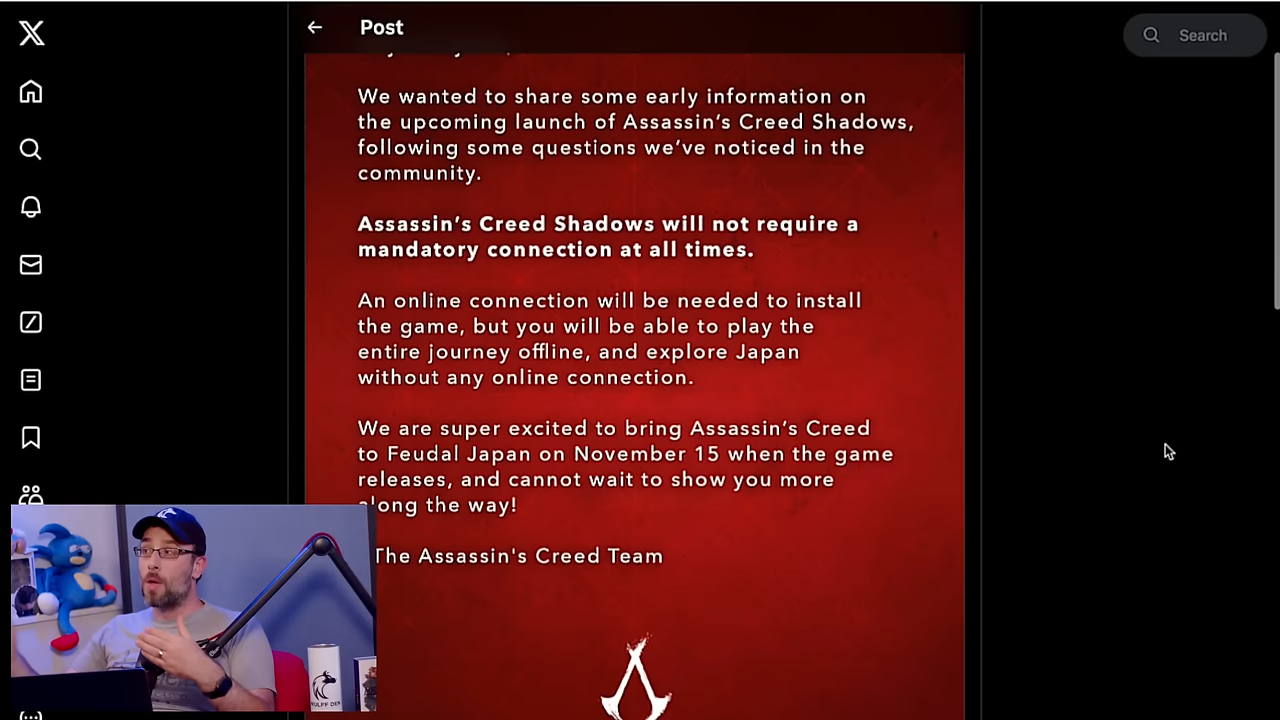 Post
Search
We wanted to share some early information on
the upcoming launch of Assassin's Creed Shadows,
following some questions we've noticed in the
community.
Assassin's Creed Shadows will not require a
mandatory connection at all times.
An online connection will be needed to install
the game, but you will be able to play the
entire journey offline, and explore Japan
without any online connection.
We are super excited to bring Assassin's Creed
to Feudal Japan on November 15 when the game
releases, and cannot wait to show you more
along the way!
The Assassin's Creed Team
WULFF DEN